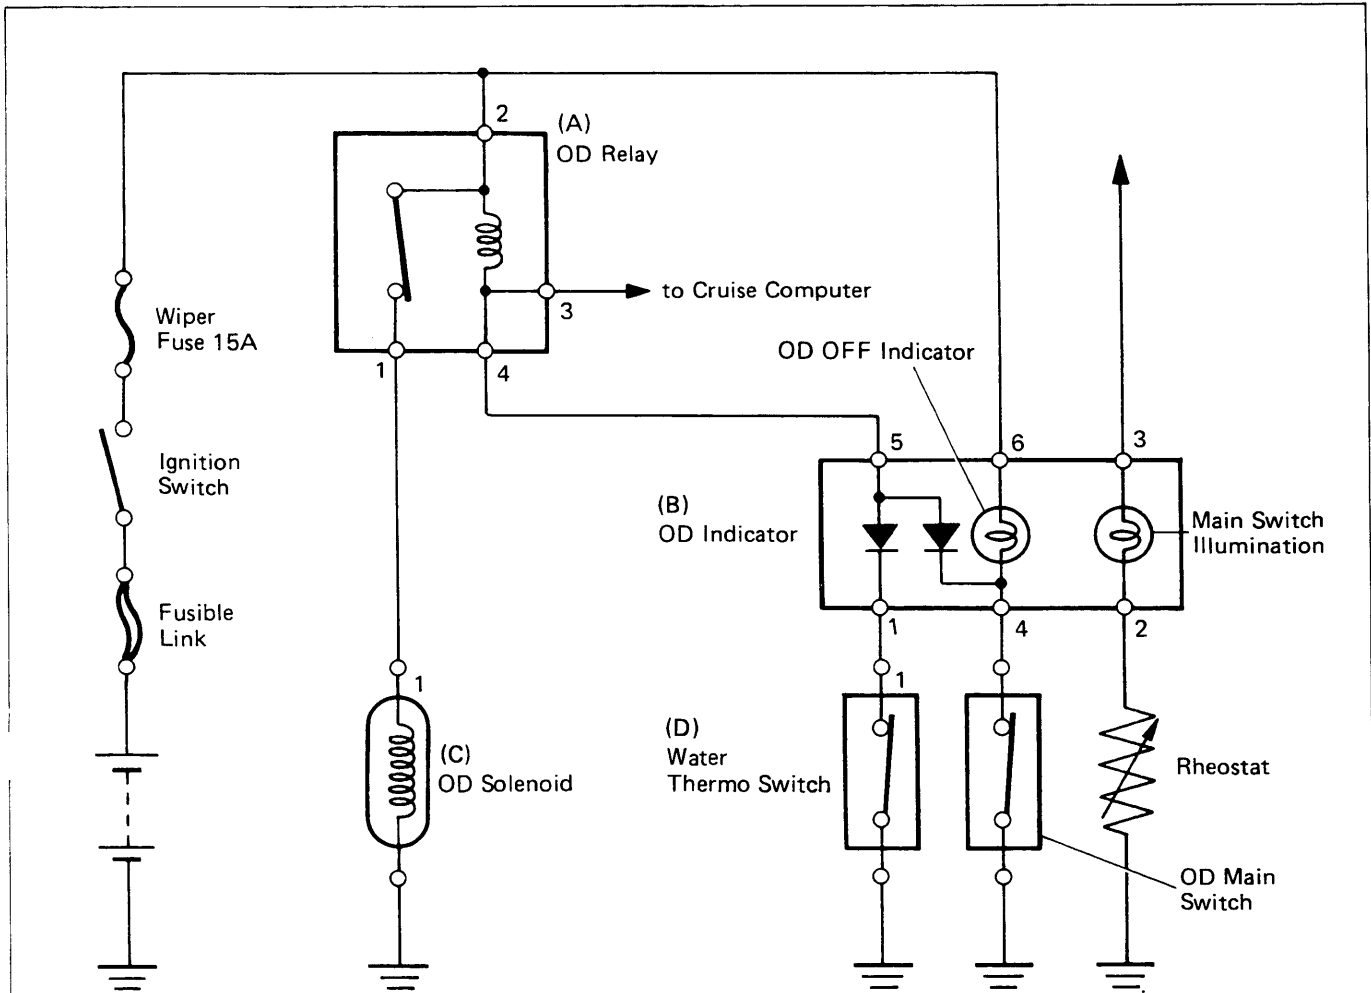 2
(A)
OD Relay
to Cruise Computer
3
Wiper
Fuse 15A
1
4
OD OFF Indicator
5
6
3
Ignition
Switch
(B)
OD Indicator
Main Switch
Illumination
Fusible
Link
1
4
2
1
1
(C)
OD Solenoid
(D)
Water
Thermo Switch
Rheostat
OD Main
Switch